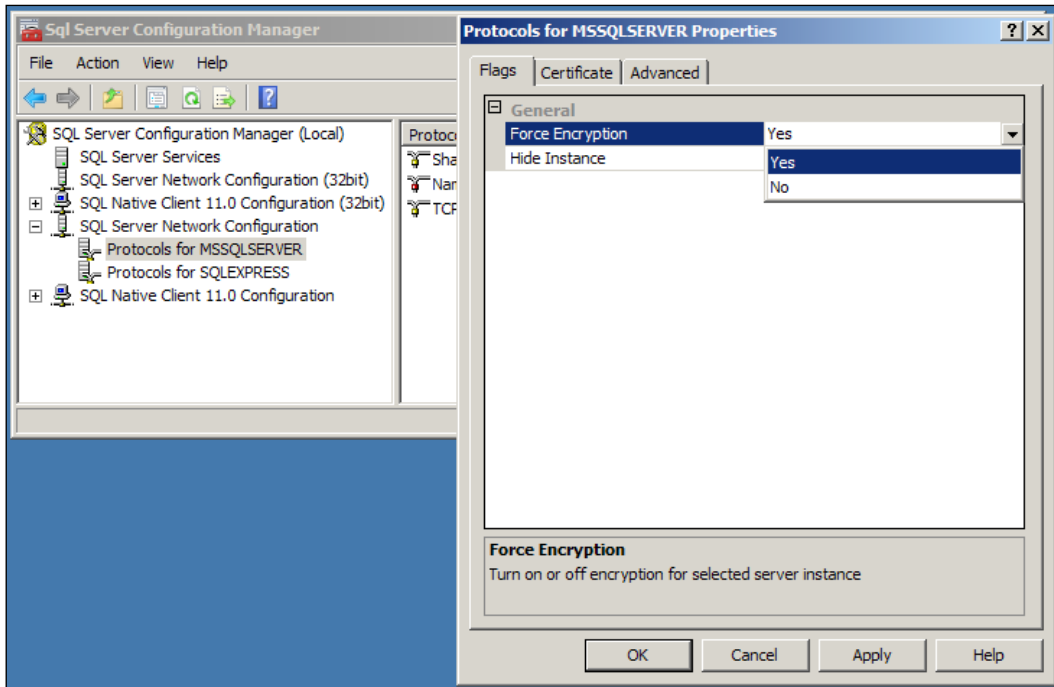 Sql Server Configuration Manager
File Action View Help
SQL Server Configuration Manager (Local)
SQL Server Services
SQL Server Network Configuration (32bit)
SQL Native Client 11.0 Configuration (32bit)
SQL Server Network Configuration
Protocols for MSSQLSERVER
Protocols for SQLEXPRESS
SQL Native Client 11.0 Configuration
Protoco
Sha
Nar
TCP
Protocols for MSSQLSERVER Properties
Flags Certificate Advanced
General
Force Encryption Yes
Hide Instance
Yes
No
Force Encryption
Turn on or off encryption for selected server instance
OK Cancel Apply Help